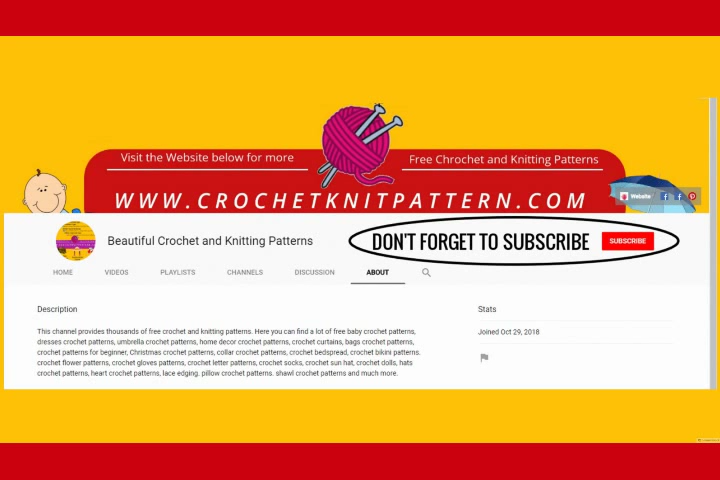 Visit the Website below for more
Free Chrochet and Knitting Patterns
WWW.CROCHETKNITPATTERN.COM
Website
Beautiful Crochet and Knitting Patterns
DON'T FORGET TO SUBSCRIBE
SUBSCRIBE
HOME VIDEOS PLAYLISTS CHANNELS DISCUSSION ABOUT
Description
Stats
This channel provides thousands of free crochet and knitting patterns. Here you can find a lot of free baby crochet patterns,
Joined Oct 29, 2018
dresses crochet patterns, umbrella crochet patterns, home decor crochet patterns, crochet curtains, bags crochet patterns,
crochet patterns for beginner, Christmas crochet patterns, collar crochet patterns, crochet bedspread, crochet bikini patterns.
crochet flower patterns, crochet gloves patterns, crochet letter patterns, crochet socks, crochet sun hat, crochet dolls, hats
crochet patterns, heart crochet patterns, lace edging. pillow crochet patterns. shawl crochet patterns and much more.